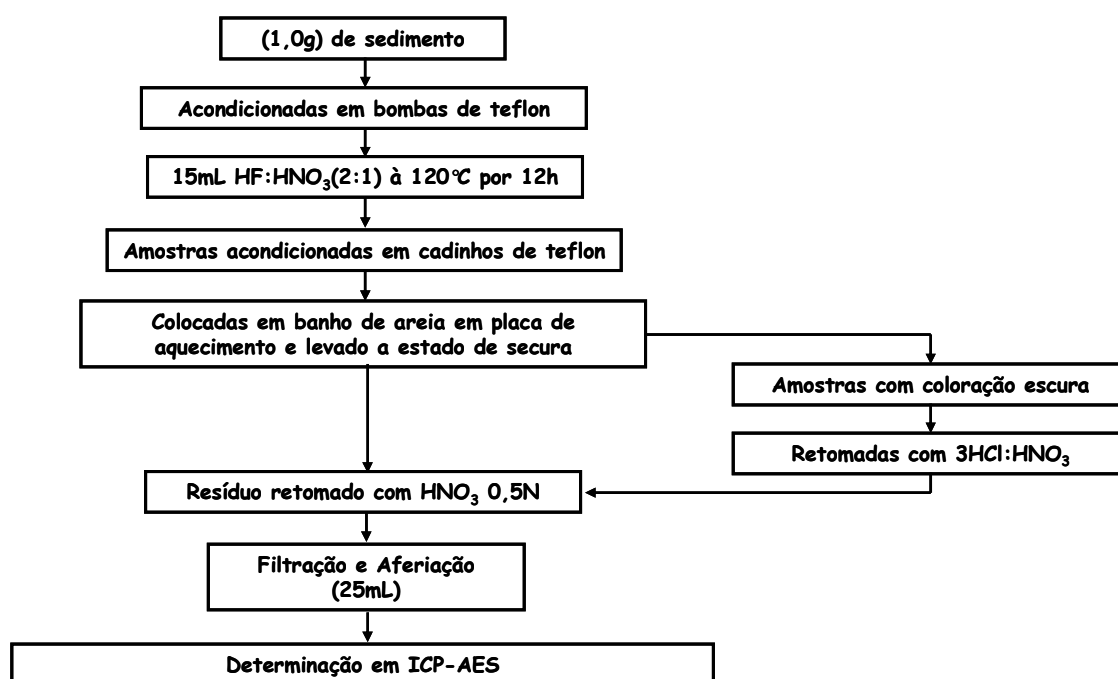 (1,0g) de sedimento
Acondicionadas em bombas de teflon
15mL HF:HNO₃(2:1) à 120°C por 12h
Amostras acondicionadas em cadinhos de teflon
Colocadas em banho de areia em placa de
aquecimento e levado a estado de secura
Amostras com coloração escura
Retomadas com 3HCl:HNO₃
Resíduo retomado com HNO₃ 0,5N
Filtração e Aferiação
(25mL)
Determinação em ICP-AES